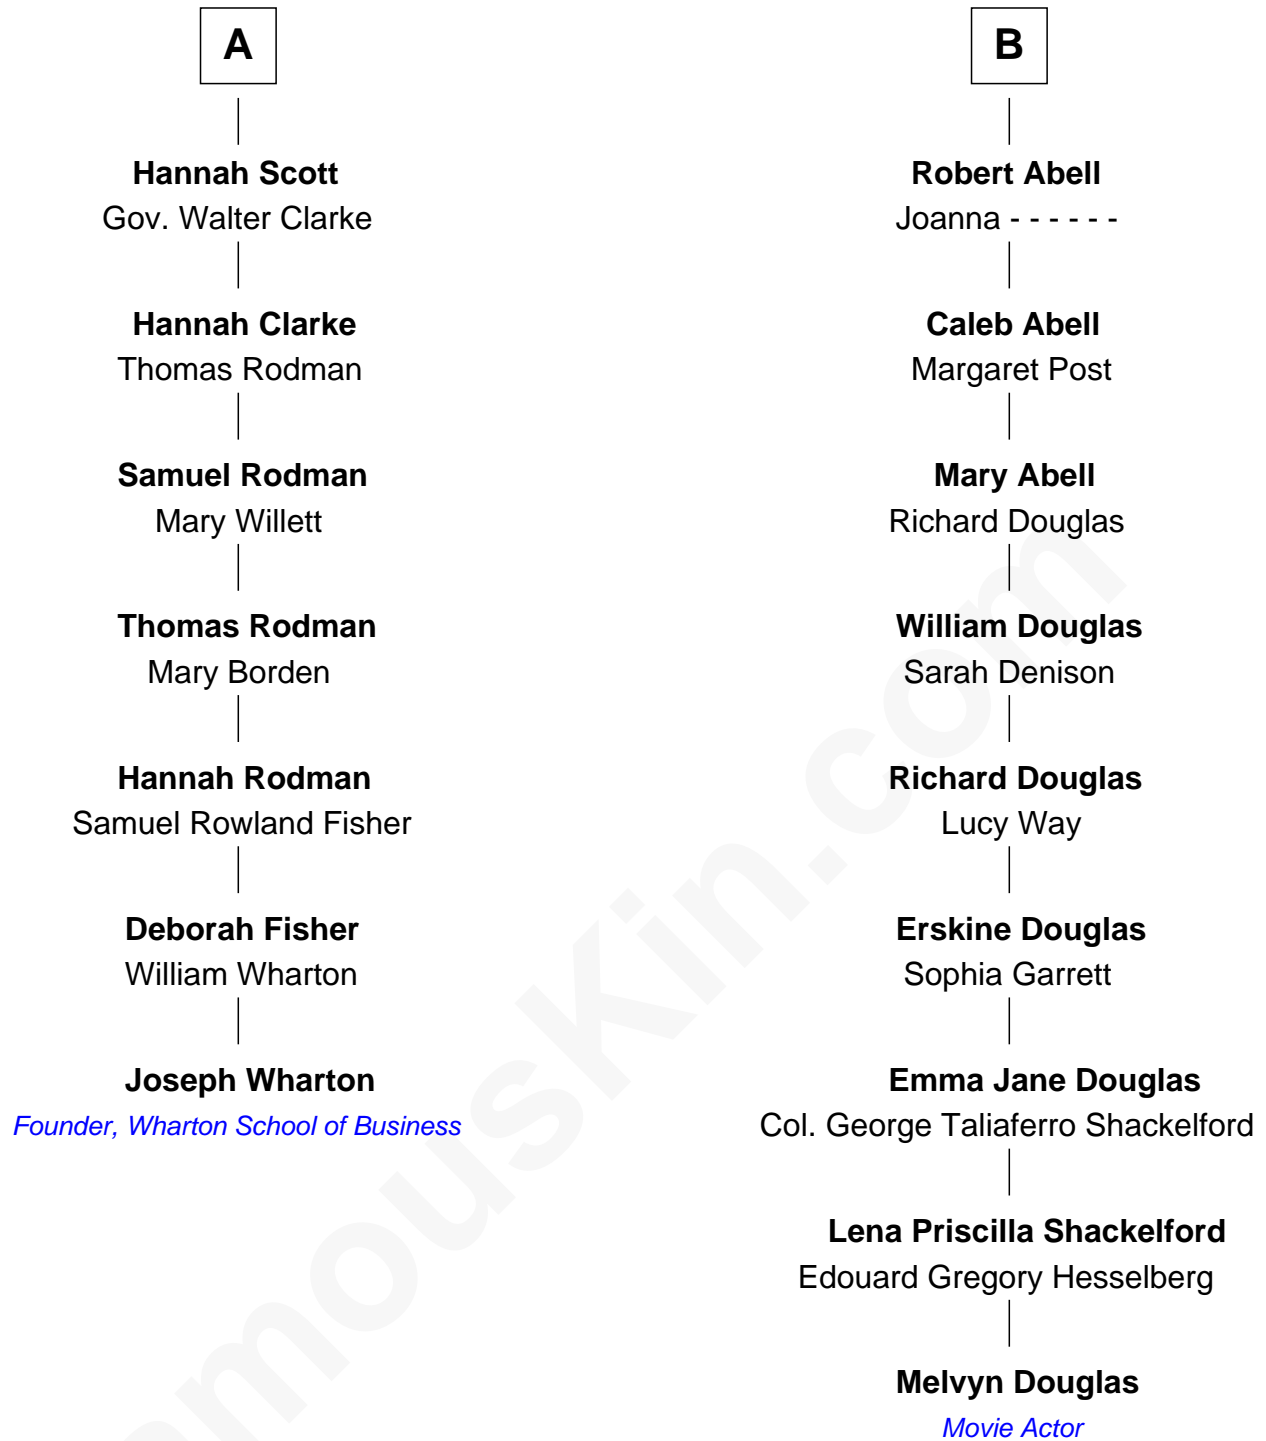 A
Hannah Scott
Gov. Walter Clarke
Hannah Clarke
Thomas Rodman
Samuel Rodman
Mary Willett
Thomas Rodman
Mary Borden
Hannah Rodman
Samuel Rowland Fisher
Deborah Fisher
William Wharton
Joseph Wharton
Founder, Wharton School of Business
B
Robert Abell
Joanna - - - - - -
Caleb Abell
Margaret Post
Mary Abell
Richard Douglas
William Douglas
Sarah Denison
Richard Douglas
Lucy Way
Erskine Douglas
Sophia Garrett
Emma Jane Douglas
Col. George Taliaferro Shackelford
Lena Priscilla Shackelford
Edouard Gregory Hesselberg
Melvyn Douglas
Movie Actor
amouskin.com